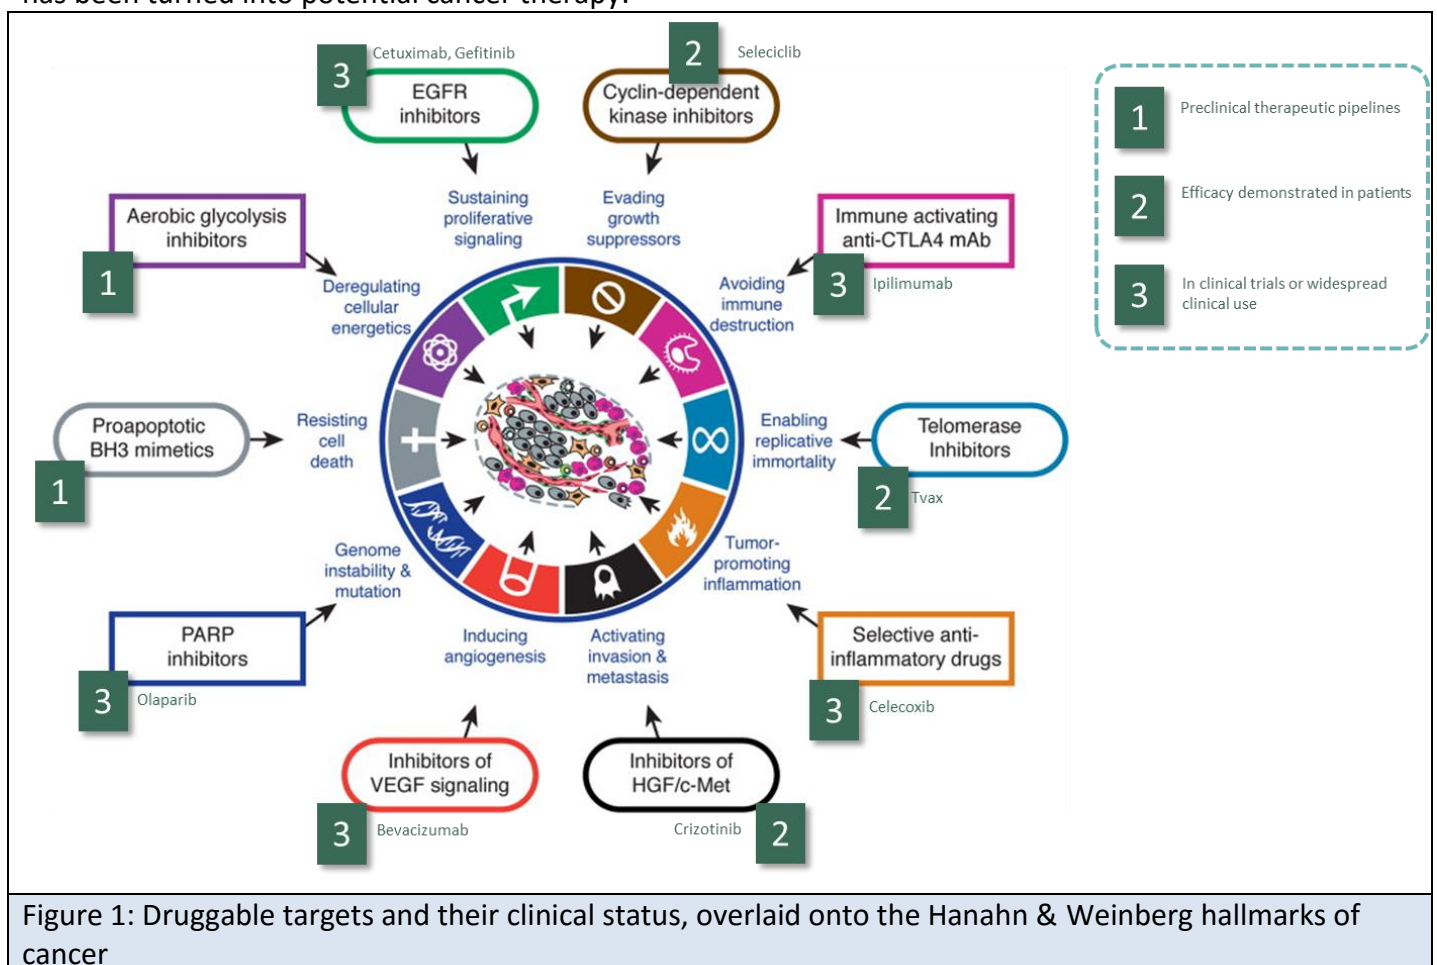 has been turned into potential cancer therapy.
3
Cetuximab, Gefitinib
EGFR
inhibitors
2
Seleciclib
Cyclin-dependent
kinase inhibitors
1
Preclinical therapeutic pipelines
2
Efficacy demonstrated in patients
3
In clinical trials or widespread
clinical use
Aerobic glycolysis
inhibitors
1
Sustaining
proliferative
signaling
Evading
growth
suppressors
Immune activating
anti-CTLA4 mAb
3
Ipilimumab
Deregulating
cellular
energetics
Avoiding
immune
destruction
Proapoptotic
BH3 mimetics
1
Resisting
cell
death
Enabling
replicative
immortality
Telomerase
Inhibitors
2
Tvax
Genome
instability &
mutation
Tumor-
promoting
inflammation
PARP
inhibitors
3
Olaparib
Inducing
angiogenesis
Activating
invasion &
metastasis
Selective anti-
inflammatory drugs
3
Celecoxib
Inhibitors of
VEGF signaling
3
Bevacizumab
Inhibitors of
HGF/c-Met
Crizotinib
2
Figure 1: Druggable targets and their clinical status, overlaid onto the Hanahn & Weinberg hallmarks of
cancer